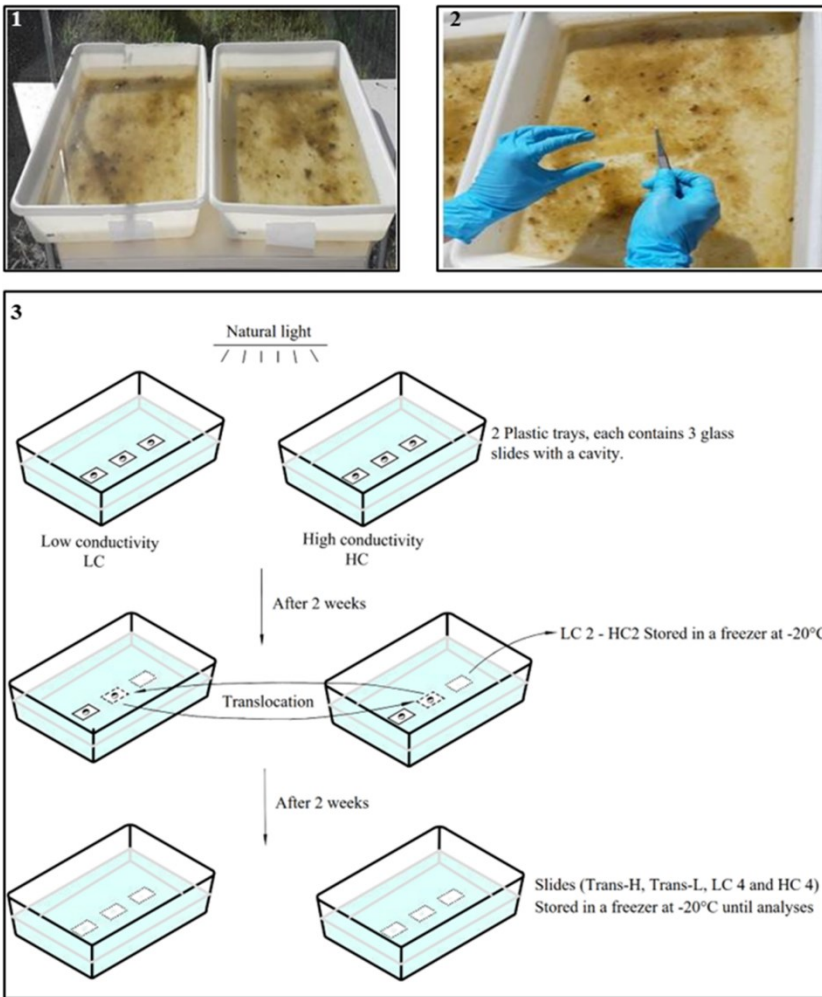 1
2
3
Natural light
2 Plastic trays, each contains 3 glass
slides with a cavity.
Low conductivity
LC
High conductivity
HC
After 2 weeks
LC 2 - HC2 Stored in a freezer at -20°C
Translocation
After 2 weeks
Slides (Trans-H, Trans-L, LC 4 and HC 4)
Stored in a freezer at -20°C until analyses